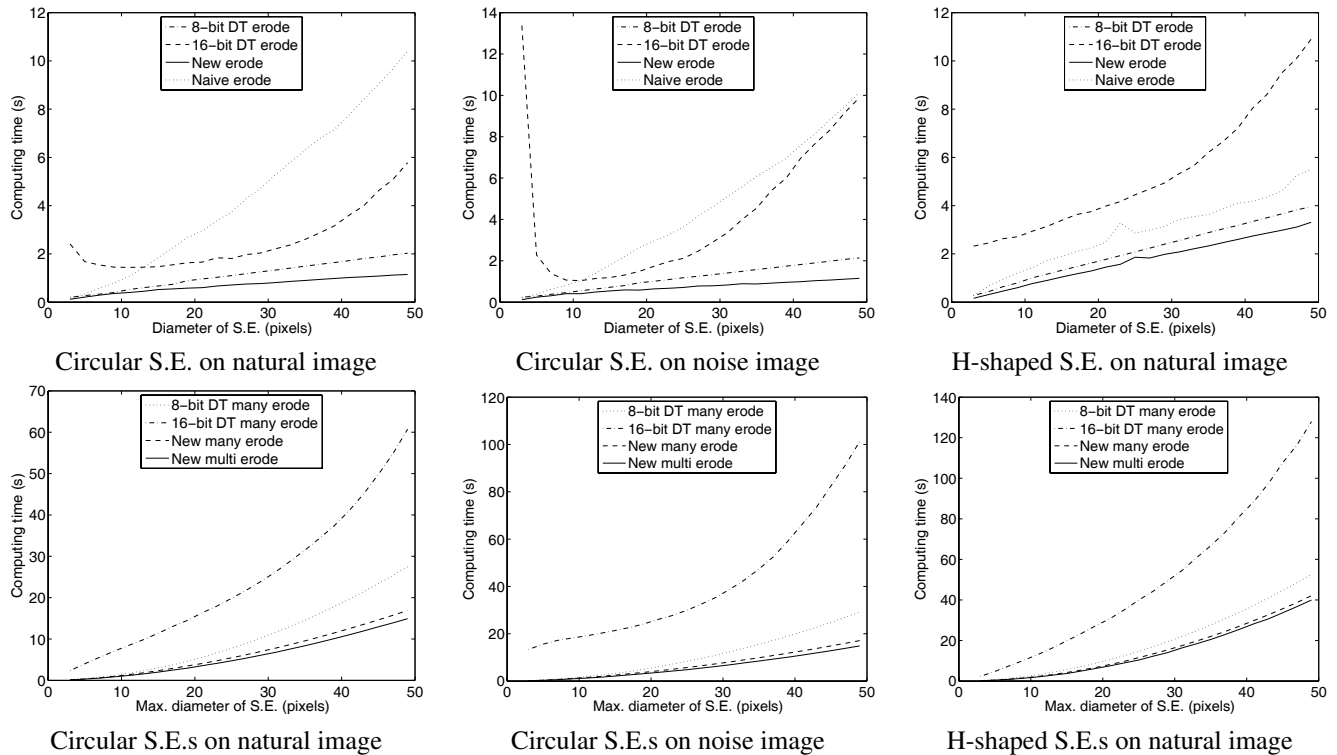 12
10
8
6
4
2
0
0 10 20 30 40 50
Computing time (s)
Diameter of S.E. (pixels)
8−bit DT erode
16−bit DT erode
New erode
Naive erode
Circular S.E. on natural image
14
12
10
8
6
4
2
0
0 10 20 30 40 50
Computing time (s)
Diameter of S.E. (pixels)
8−bit DT erode
16−bit DT erode
New erode
Naive erode
Circular S.E. on noise image
12
10
8
6
4
2
0
0 10 20 30 40 50
Computing time (s)
Diameter of S.E. (pixels)
8−bit DT erode
16−bit DT erode
New erode
Naive erode
H-shaped S.E. on natural image
70
60
50
40
30
20
10
0
0 10 20 30 40 50
Computing time (s)
Max. diameter of S.E. (pixels)
8−bit DT many erode
16−bit DT many erode
New many erode
New multi erode
Circular S.E.s on natural image
120
100
80
60
40
20
0
0 10 20 30 40 50
Computing time (s)
Max. diameter of S.E. (pixels)
8−bit DT many erode
16−bit DT many erode
New many erode
New multi erode
Circular S.E.s on noise image
140
120
100
80
60
40
20
0
0 10 20 30 40 50
Computing time (s)
Max. diameter of S.E. (pixels)
8−bit DT many erode
16−bit DT many erode
New many erode
New multi erode
H-shaped S.E.s on natural image